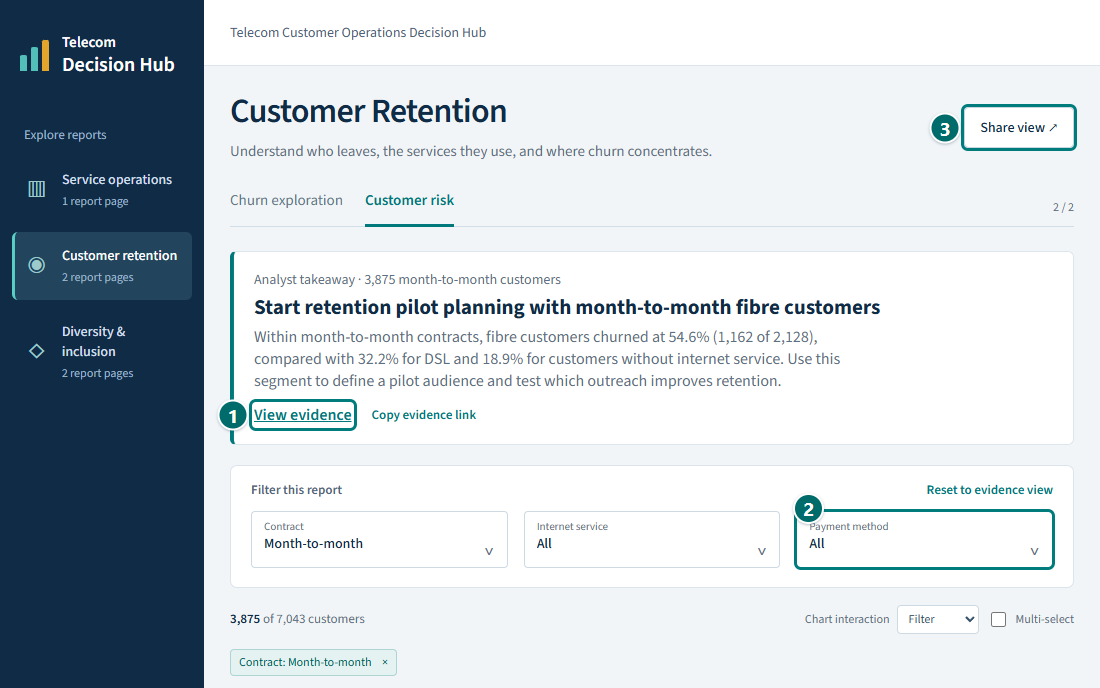 Telecom
Decision Hub
Explore reports
Service operations
1 report page
Customer retention
2 report pages
Diversity &
inclusion
2 report pages
Telecom Customer Operations Decision Hub
Customer Retention
Understand who leaves, the services they use, and where churn concentrates.
3
Share view ↗
Churn exploration
Customer risk
2 / 2
Analyst takeaway · 3,875 month-to-month customers
Start retention pilot planning with month-to-month fibre customers
Within month-to-month contracts, fibre customers churned at 54.6% (1,162 of 2,128),
compared with 32.2% for DSL and 18.9% for customers without internet service. Use this
segment to define a pilot audience and test which outreach improves retention.
1
View evidence
Copy evidence link
Filter this report
Reset to evidence view
Contract
Month-to-month
Internet service
All
2
Payment method
All
3,875 of 7,043 customers
Chart interaction
Filter
Multi-select
Contract: Month-to-month ×